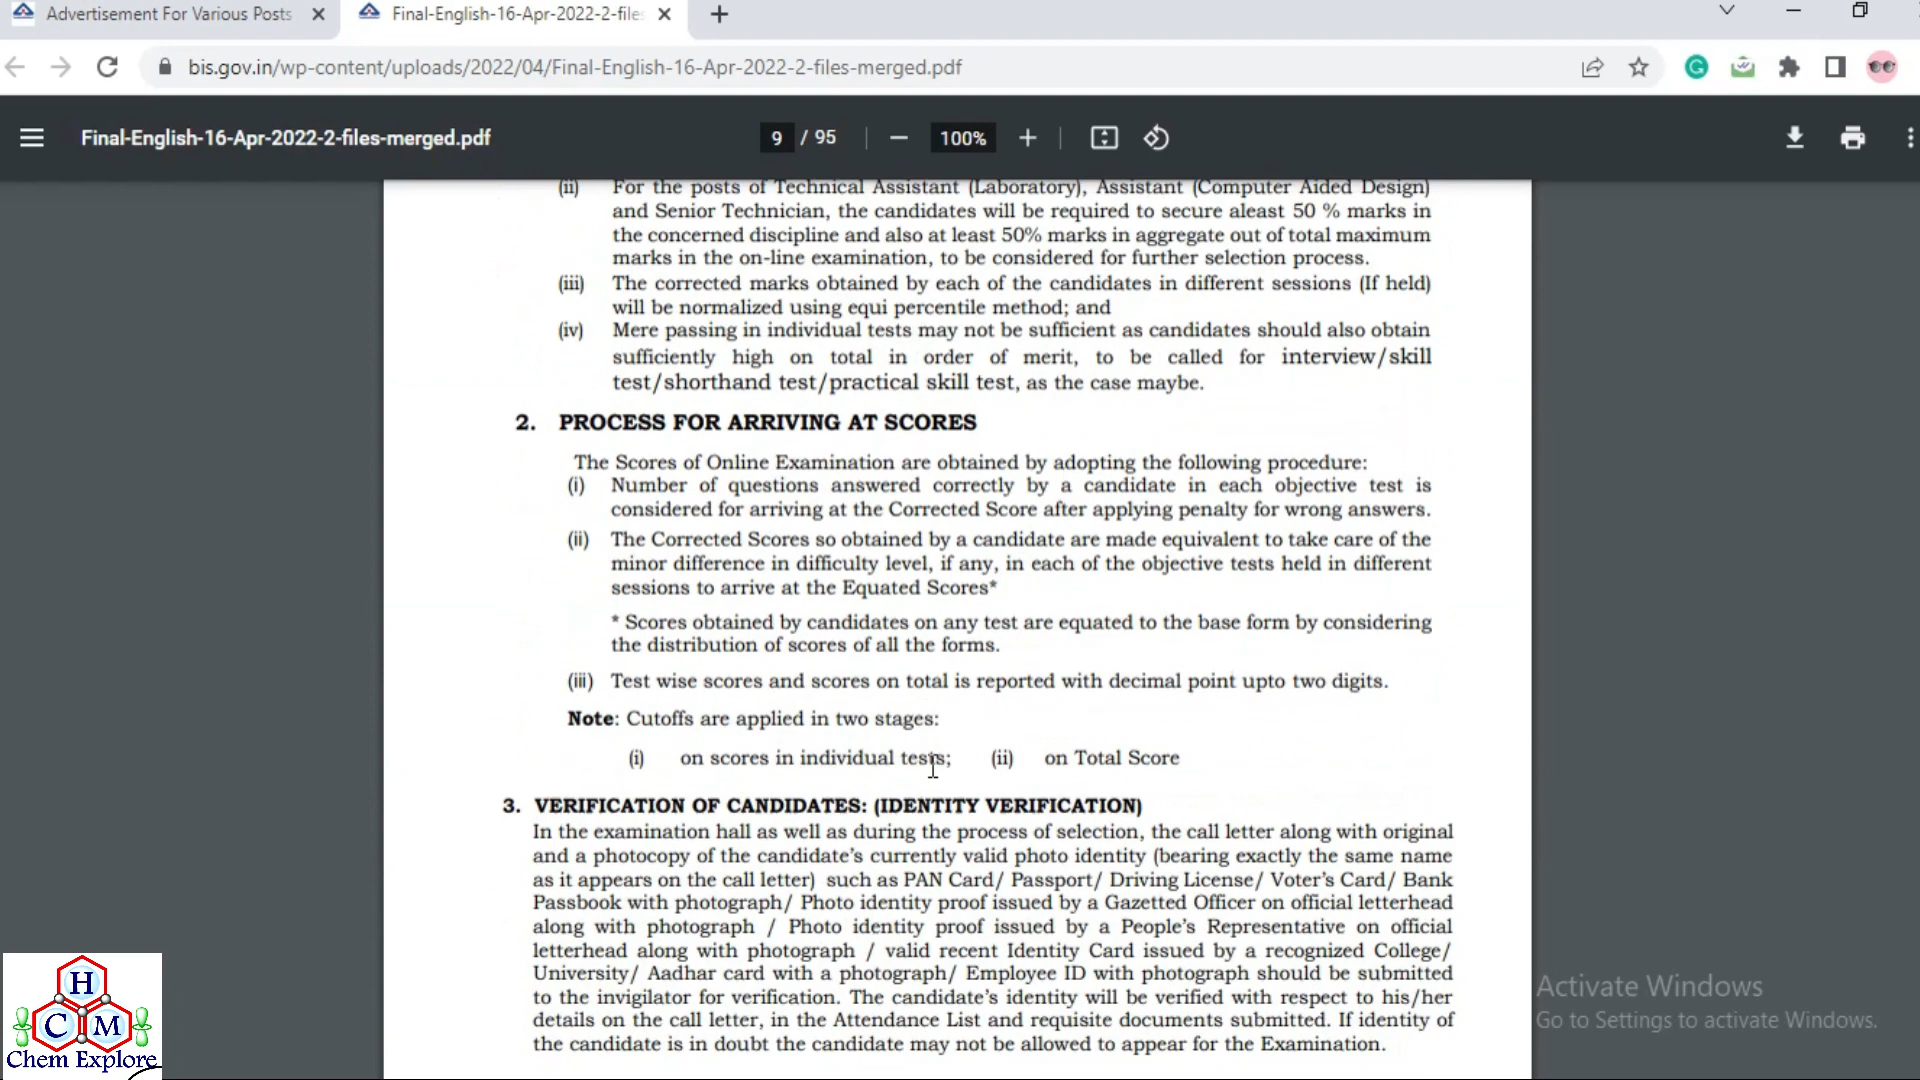 Advertisement For Various Posts
Final-English-16-Apr-2022-2-files
bis.gov.in/wp-content/uploads/2022/04/Final-English-16-Apr-2022-2-files-merged.pdf
Final-English-16-Apr-2022-2-files-merged.pdf
9 / 95
100%
(ii) For the posts of Technical Assistant (Laboratory), Assistant (Computer Aided Design)
and Senior Technician, the candidates will be required to secure aleast 50 % marks in
the concerned discipline and also at least 50% marks in aggregate out of total maximum
marks in the on-line examination, to be considered for further selection process.
(iii) The corrected marks obtained by each of the candidates in different sessions (If held)
will be normalized using equi percentile method; and
(iv) Mere passing in individual tests may not be sufficient as candidates should also obtain
sufficiently high on total in order of merit, to be called for interview/skill
test/shorthand test/practical skill test, as the case maybe.
2. PROCESS FOR ARRIVING AT SCORES
The Scores of Online Examination are obtained by adopting the following procedure:
(i) Number of questions answered correctly by a candidate in each objective test is
considered for arriving at the Corrected Score after applying penalty for wrong answers.
(ii) The Corrected Scores so obtained by a candidate are made equivalent to take care of the
minor difference in difficulty level, if any, in each of the objective tests held in different
sessions to arrive at the Equated Scores*
* Scores obtained by candidates on any test are equated to the base form by considering
the distribution of scores of all the forms.
(iii) Test wise scores and scores on total is reported with decimal point upto two digits.
Note: Cutoffs are applied in two stages:
(i) on scores in individual tests; (ii) on Total Score
3. VERIFICATION OF CANDIDATES: (IDENTITY VERIFICATION)
In the examination hall as well as during the process of selection, the call letter along with original
and a photocopy of the candidate's currently valid photo identity (bearing exactly the same name
as it appears on the call letter) such as PAN Card/ Passport/ Driving License/ Voter's Card/ Bank
Passbook with photograph/ Photo identity proof issued by a Gazetted Officer on official letterhead
along with photograph / Photo identity proof issued by a People's Representative on official
letterhead along with photograph / valid recent Identity Card issued by a recognized College/
University/ Aadhar card with a photograph/ Employee ID with photograph should be submitted
to the invigilator for verification. The candidate's identity will be verified with respect to his/her
details on the call letter, in the Attendance List and requisite documents submitted. If identity of
the candidate is in doubt the candidate may not be allowed to appear for the Examination.
H
C M
Chem Explore
Activate Windows
Go to Settings to activate Windows.